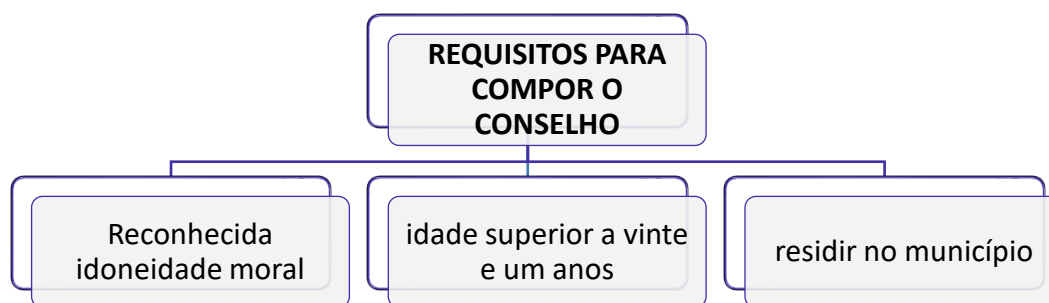 REQUISITOS PARA
COMPOR O
CONSELHO
Reconhecida
idoneidade moral
idade superior a vinte
e um anos
residir no município